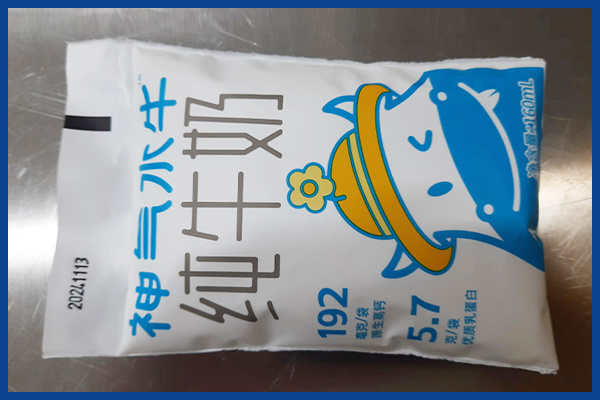 神气水牛
纯牛奶
192
毫克/袋
原生高钙
5.7
克/袋
优质乳蛋白
净含量:160mL
20241113